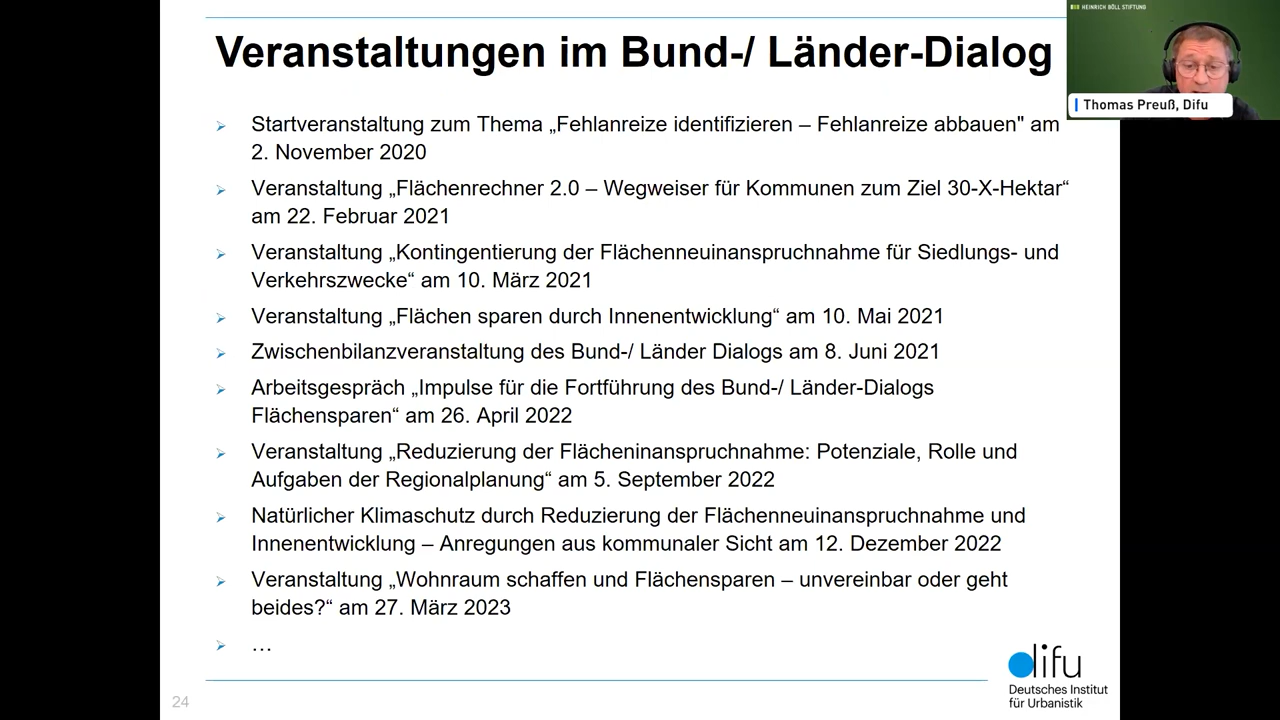 Veranstaltungen im Bund-/ Länder-Dialog
HEINRICH BÖLL STIFTUNG
Thomas Preuß, Difu
Startveranstaltung zum Thema „Fehlanreize identifizieren – Fehlanreize abbauen" am
2. November 2020
Veranstaltung „Flächenrechner 2.0 – Wegweiser für Kommunen zum Ziel 30-X-Hektar“
am 22. Februar 2021
Veranstaltung „Kontingentierung der Flächenneuinanspruchnahme für Siedlungs- und
Verkehrszwecke“ am 10. März 2021
Veranstaltung „Flächen sparen durch Innenentwicklung“ am 10. Mai 2021
Zwischenbilanzveranstaltung des Bund-/ Länder Dialogs am 8. Juni 2021
Arbeitsgespräch „Impulse für die Fortführung des Bund-/ Länder-Dialogs
Flächensparen“ am 26. April 2022
Veranstaltung „Reduzierung der Flächeninanspruchnahme: Potenziale, Rolle und
Aufgaben der Regionalplanung“ am 5. September 2022
Natürlicher Klimaschutz durch Reduzierung der Flächenneuinanspruchnahme und
Innenentwicklung – Anregungen aus kommunaler Sicht am 12. Dezember 2022
Veranstaltung „Wohnraum schaffen und Flächensparen – unvereinbar oder geht
beides?“ am 27. März 2023
…
difu
Deutsches Institut
für Urbanistik
24